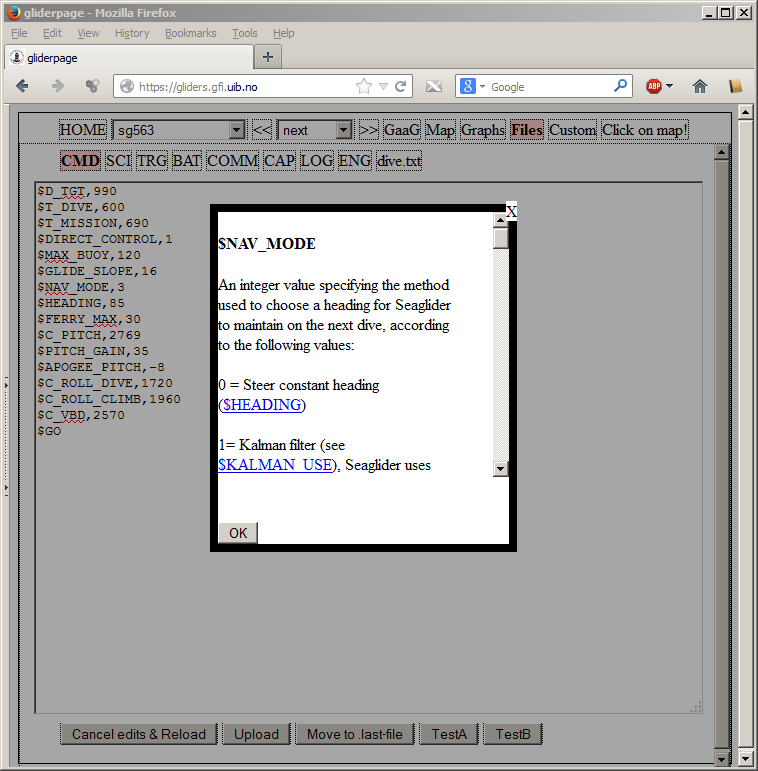 gliderpage - Mozilla Firefox
File Edit View History Bookmarks Tools Help
gliderpage
https://gliders.gfi.uib.no
Google
ABP
HOME sg563 << next >> GaaG Map Graphs Files Custom Click on map!
CMD SCI TRG BAT COMM CAP LOG ENG dive.txt
$D_TGT,990
$T_DIVE,600
$T_MISSION,690
$DIRECT_CONTROL,1
$MAX_BUOY,120
$GLIDE_SLOPE,16
$NAV_MODE,3
$HEADING,85
$FERRY_MAX,30
$C_PITCH,2769
$PITCH_GAIN,35
$APOGEE_PITCH,-8
$C_ROLL_DIVE,1720
$C_ROLL_CLIMB,1960
$C_VBD,2570
$GO
X
$NAV_MODE
An integer value specifying the method
used to choose a heading for Seaglider
to maintain on the next dive, according
to the following values:
0 = Steer constant heading
($HEADING)
1= Kalman filter (see
$KALMAN_USE), Seaglider uses
OK
Cancel edits & Reload Upload Move to .last-file TestA TestB